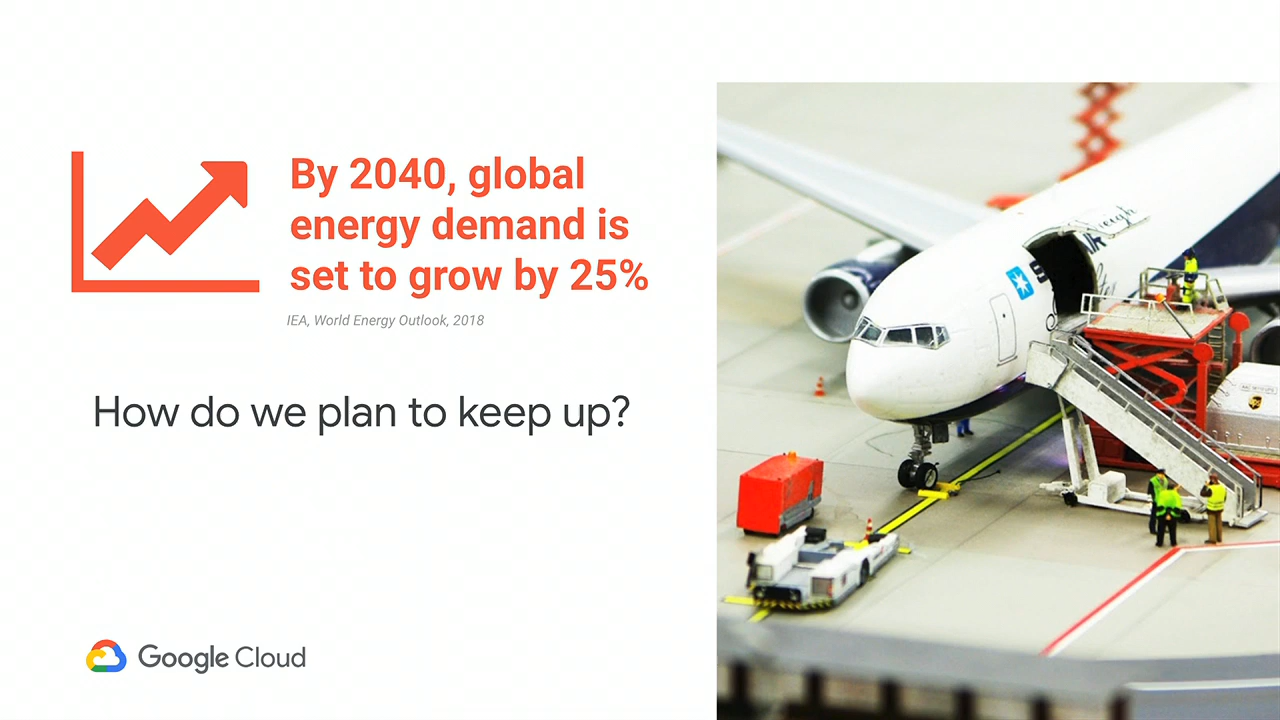 By 2040, global
energy demand is
set to grow by 25%
IEA, World Energy Outlook, 2018
How do we plan to keep up?
Google Cloud